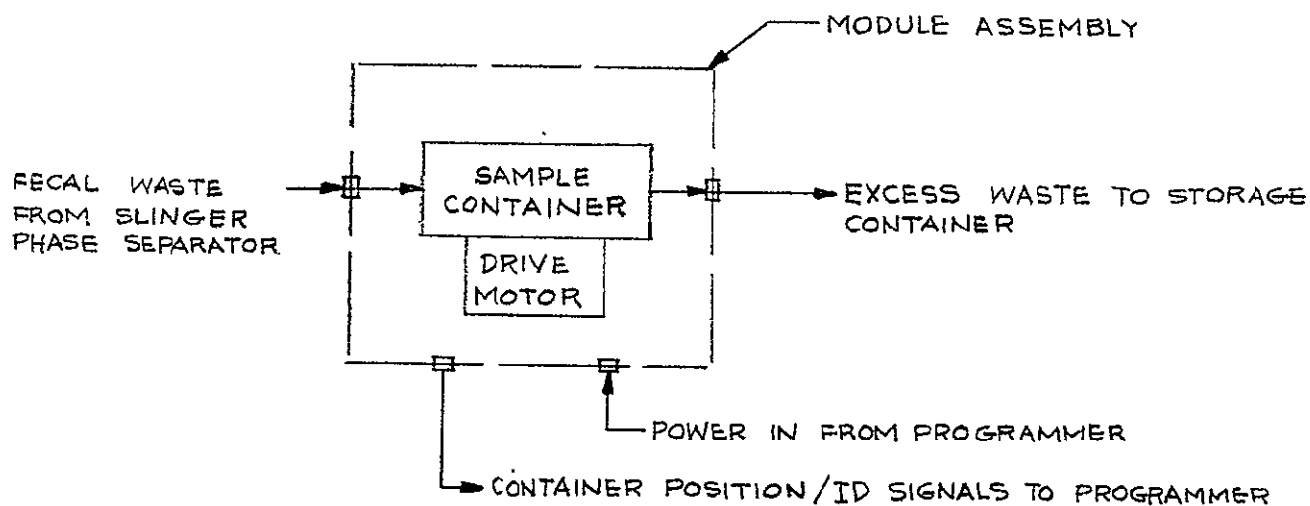 MODULE ASSEMBLY
FECAL WASTE
FROM SLINGER
PHASE SEPARATOR
SAMPLE
CONTAINER
DRIVE
MOTOR
EXCESS WASTE TO STORAGE
CONTAINER
POWER IN FROM PROGRAMMER
CONTAINER POSITION/ID SIGNALS TO PROGRAMMER